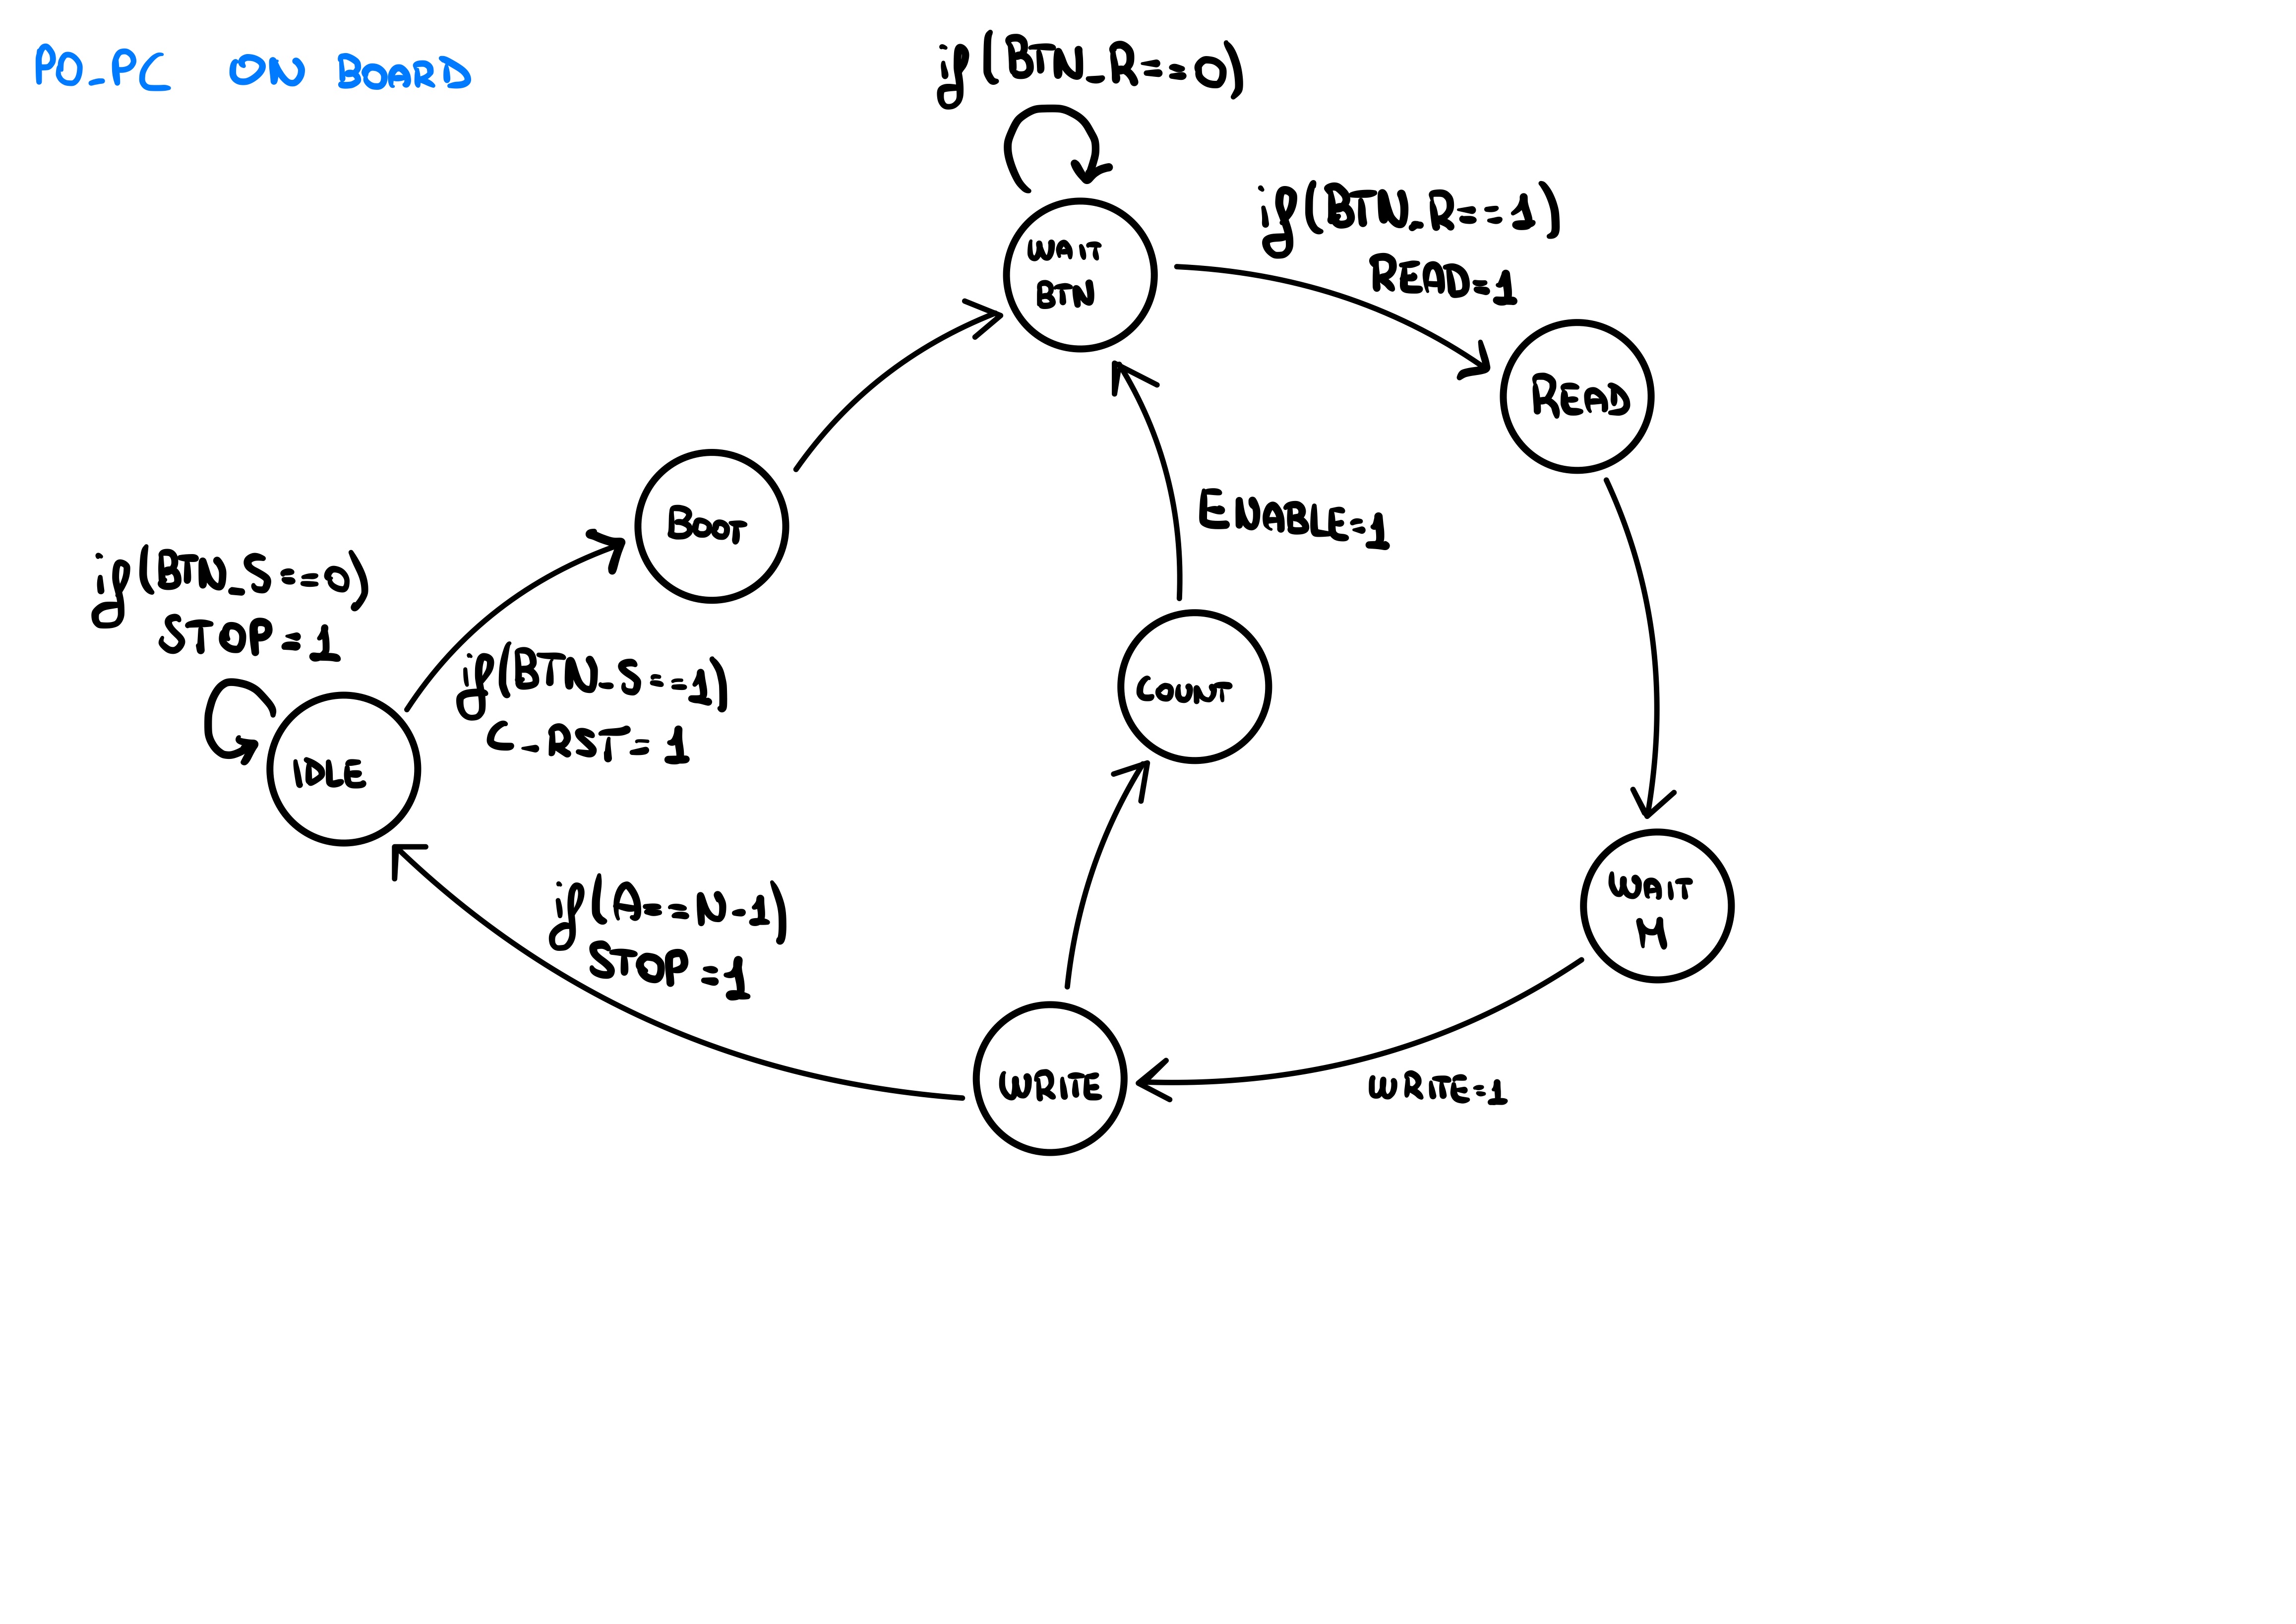 PO_PC ON BOARD
if(BTN_R==0)
WAIT
BTN
if(BTN_R==1)
READ=1
READ
BOOT
ENABLE=1
if(BTN_S==0)
STOP=1
if(BTN_S==1)
C_RST=1
IDLE
COUNT
if(A==N-1)
STOP=1
WAIT
M
WRITE
WRITE=1